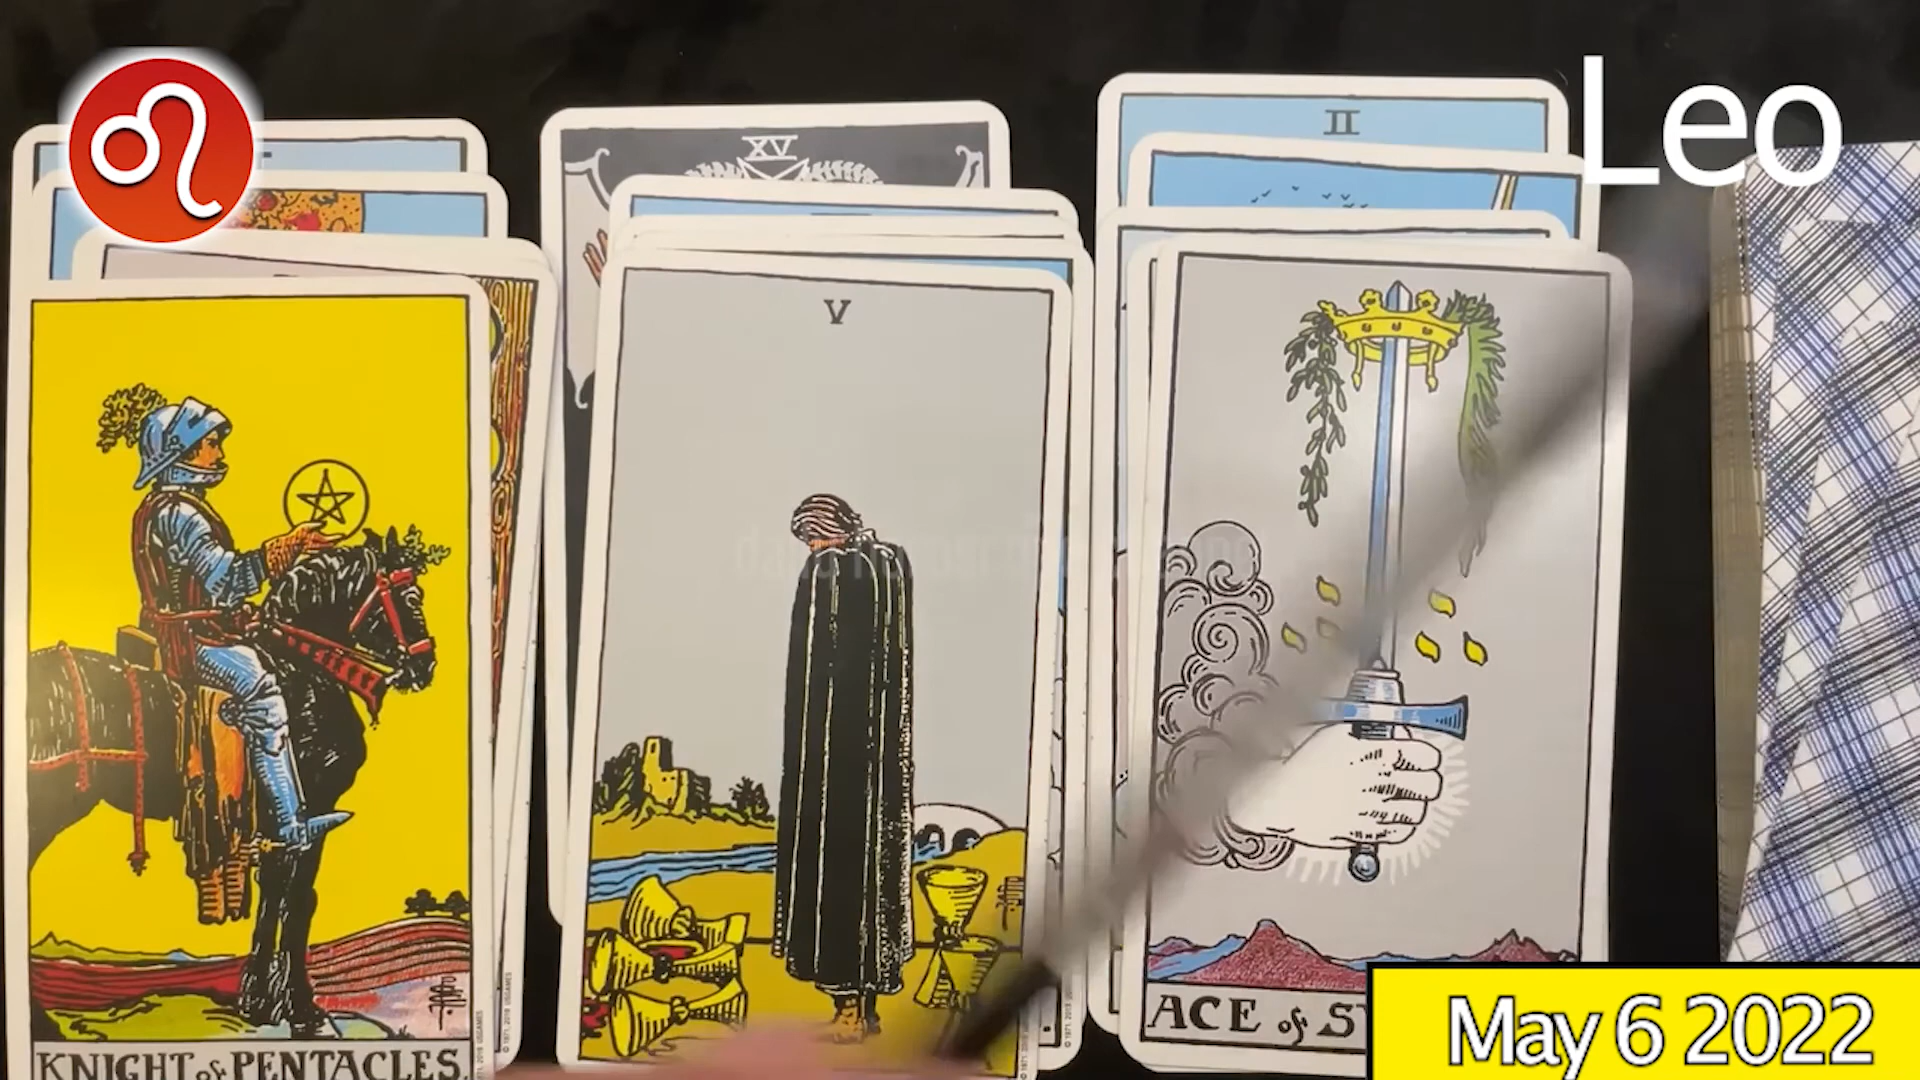 Leo
II
XV
V
KNIGHT of PENTACLES.
ACE of S
May 6 2022